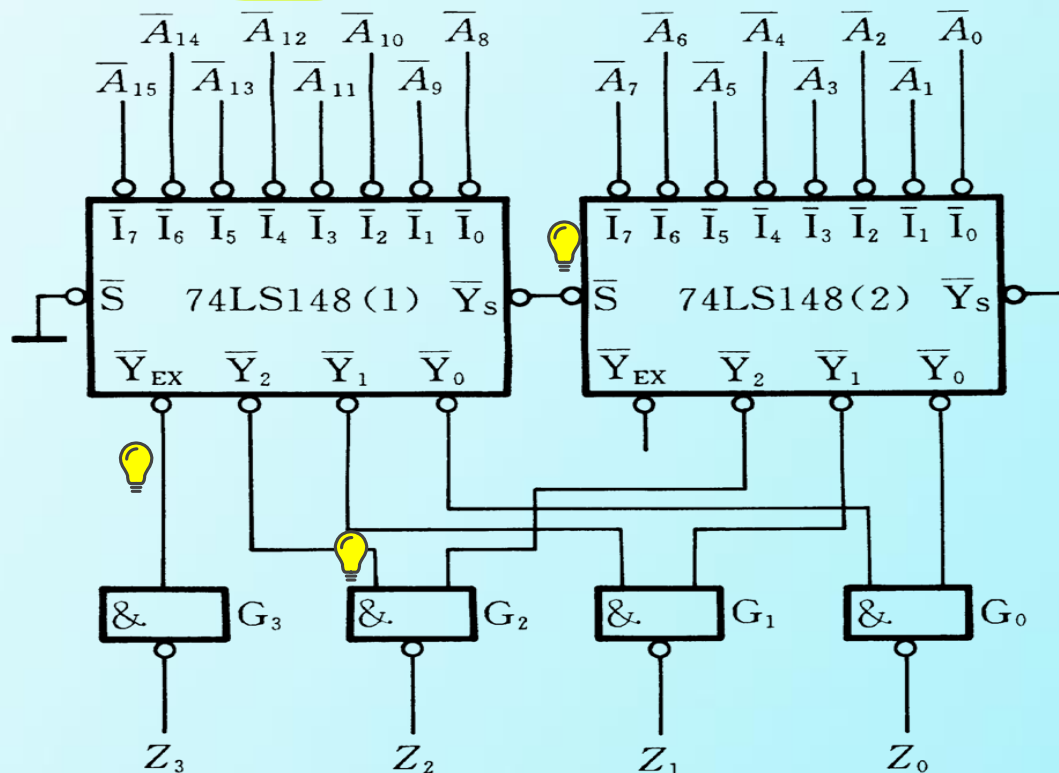 A̅₁₄ A̅₁₂ A̅₁₀ A̅₈ A̅₆ A̅₄ A̅₂ A̅₀
A̅₁₅ A̅₁₃ A̅₁₁ A̅₉ A̅₇ A̅₅ A̅₃ A̅₁
I̅₇ I̅₆ I̅₅ I̅₄ I̅₃ I̅₂ I̅₁ I̅₀ I̅₇ I̅₆ I̅₅ I̅₄ I̅₃ I̅₂ I̅₁ I̅₀
S̅ 74LS148(1) Y̅S S̅ 74LS148(2) Y̅S
Y̅EX Y̅₂ Y̅₁ Y̅₀ Y̅EX Y̅₂ Y̅₁ Y̅₀
& G₃ & G₂ & G₁ & G₀
Z₃ Z₂ Z₁ Z₀